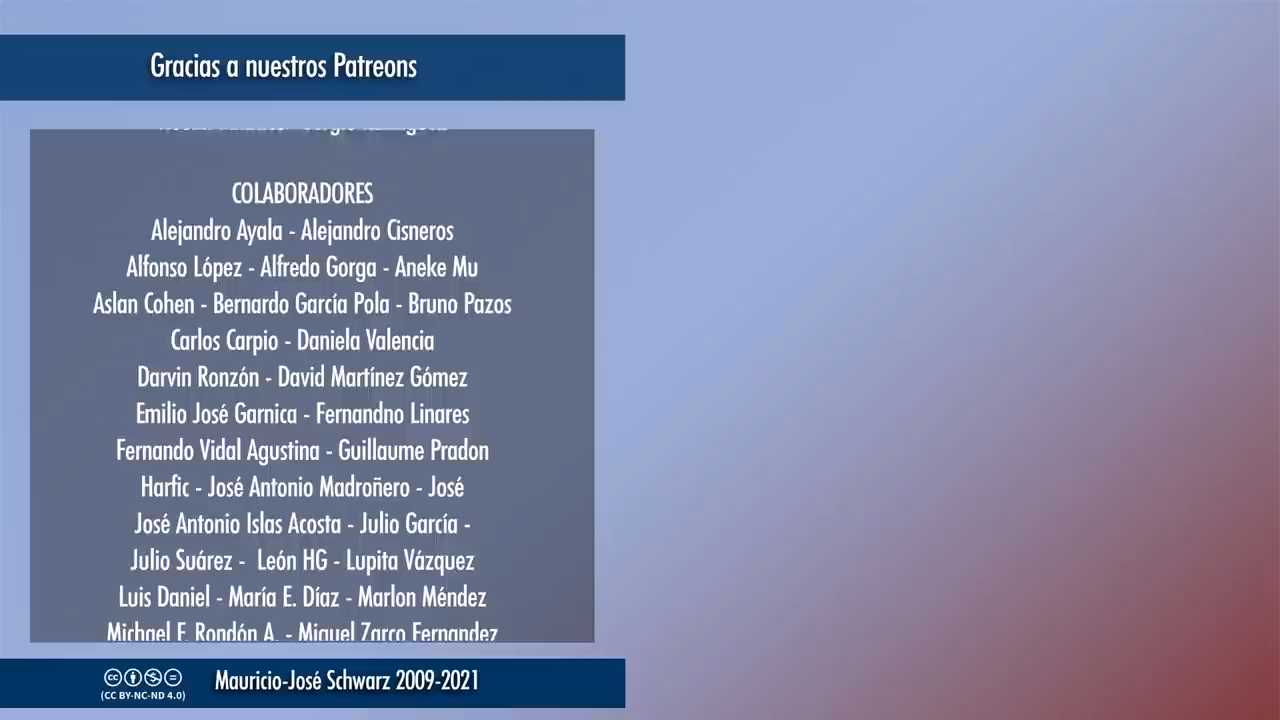 Gracias a nuestros Patreons
COLABORADORES
Alejandro Ayala - Alejandro Cisneros
Alfonso López - Alfredo Gorga - Aneke Mu
Aslan Cohen - Bernardo García Pola - Bruno Pazos
Carlos Carpio - Daniela Valencia
Darvin Ronzón - David Martínez Gómez
Emilio José Garnica - Fernandno Linares
Fernando Vidal Agustina - Guillaume Pradon
Harfic - José Antonio Madroñero - José
José Antonio Islas Acosta - Julio García -
Julio Suárez -  León HG - Lupita Vázquez
Luis Daniel - María E. Díaz - Marlon Méndez
Michael F. Rondón A. - Miguel Zarco Fernandez
(CC BY-NC-ND 4.0)
Mauricio-José Schwarz 2009-2021